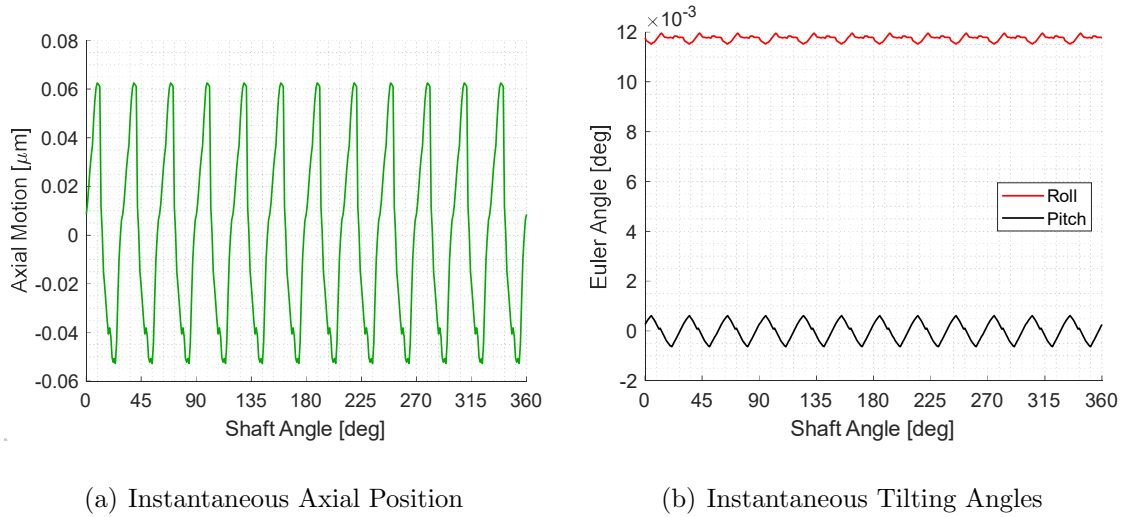 0.08
0.06
0.04
0.02
0
-0.02
-0.04
-0.06
Axial Motion [μm]
0 45 90 135 180 225 270 315 360
Shaft Angle [deg]
×10⁻³
12
10
8
6
4
2
0
-2
Euler Angle [deg]
Roll
Pitch
0 45 90 135 180 225 270 315 360
Shaft Angle [deg]
(a) Instantaneous Axial Position
(b) Instantaneous Tilting Angles